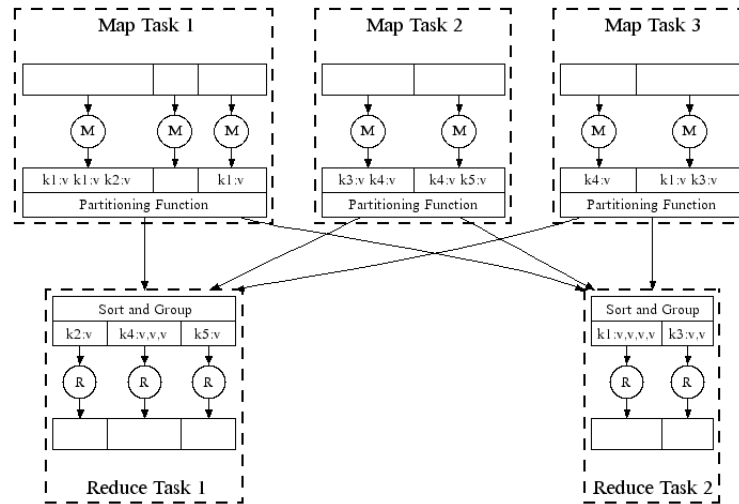 Map Task 1 Map Task 2 Map Task 3
M M M M M M M
k1:v k1:v k2:v k1:v k3:v k4:v k4:v k5:v k4:v k1:v k3:v
Partitioning Function Partitioning Function Partitioning Function
Sort and Group Sort and Group
k2:v k4:v,v,v k5:v k1:v,v,v,v k3:v,v
R R R R R
Reduce Task 1 Reduce Task 2